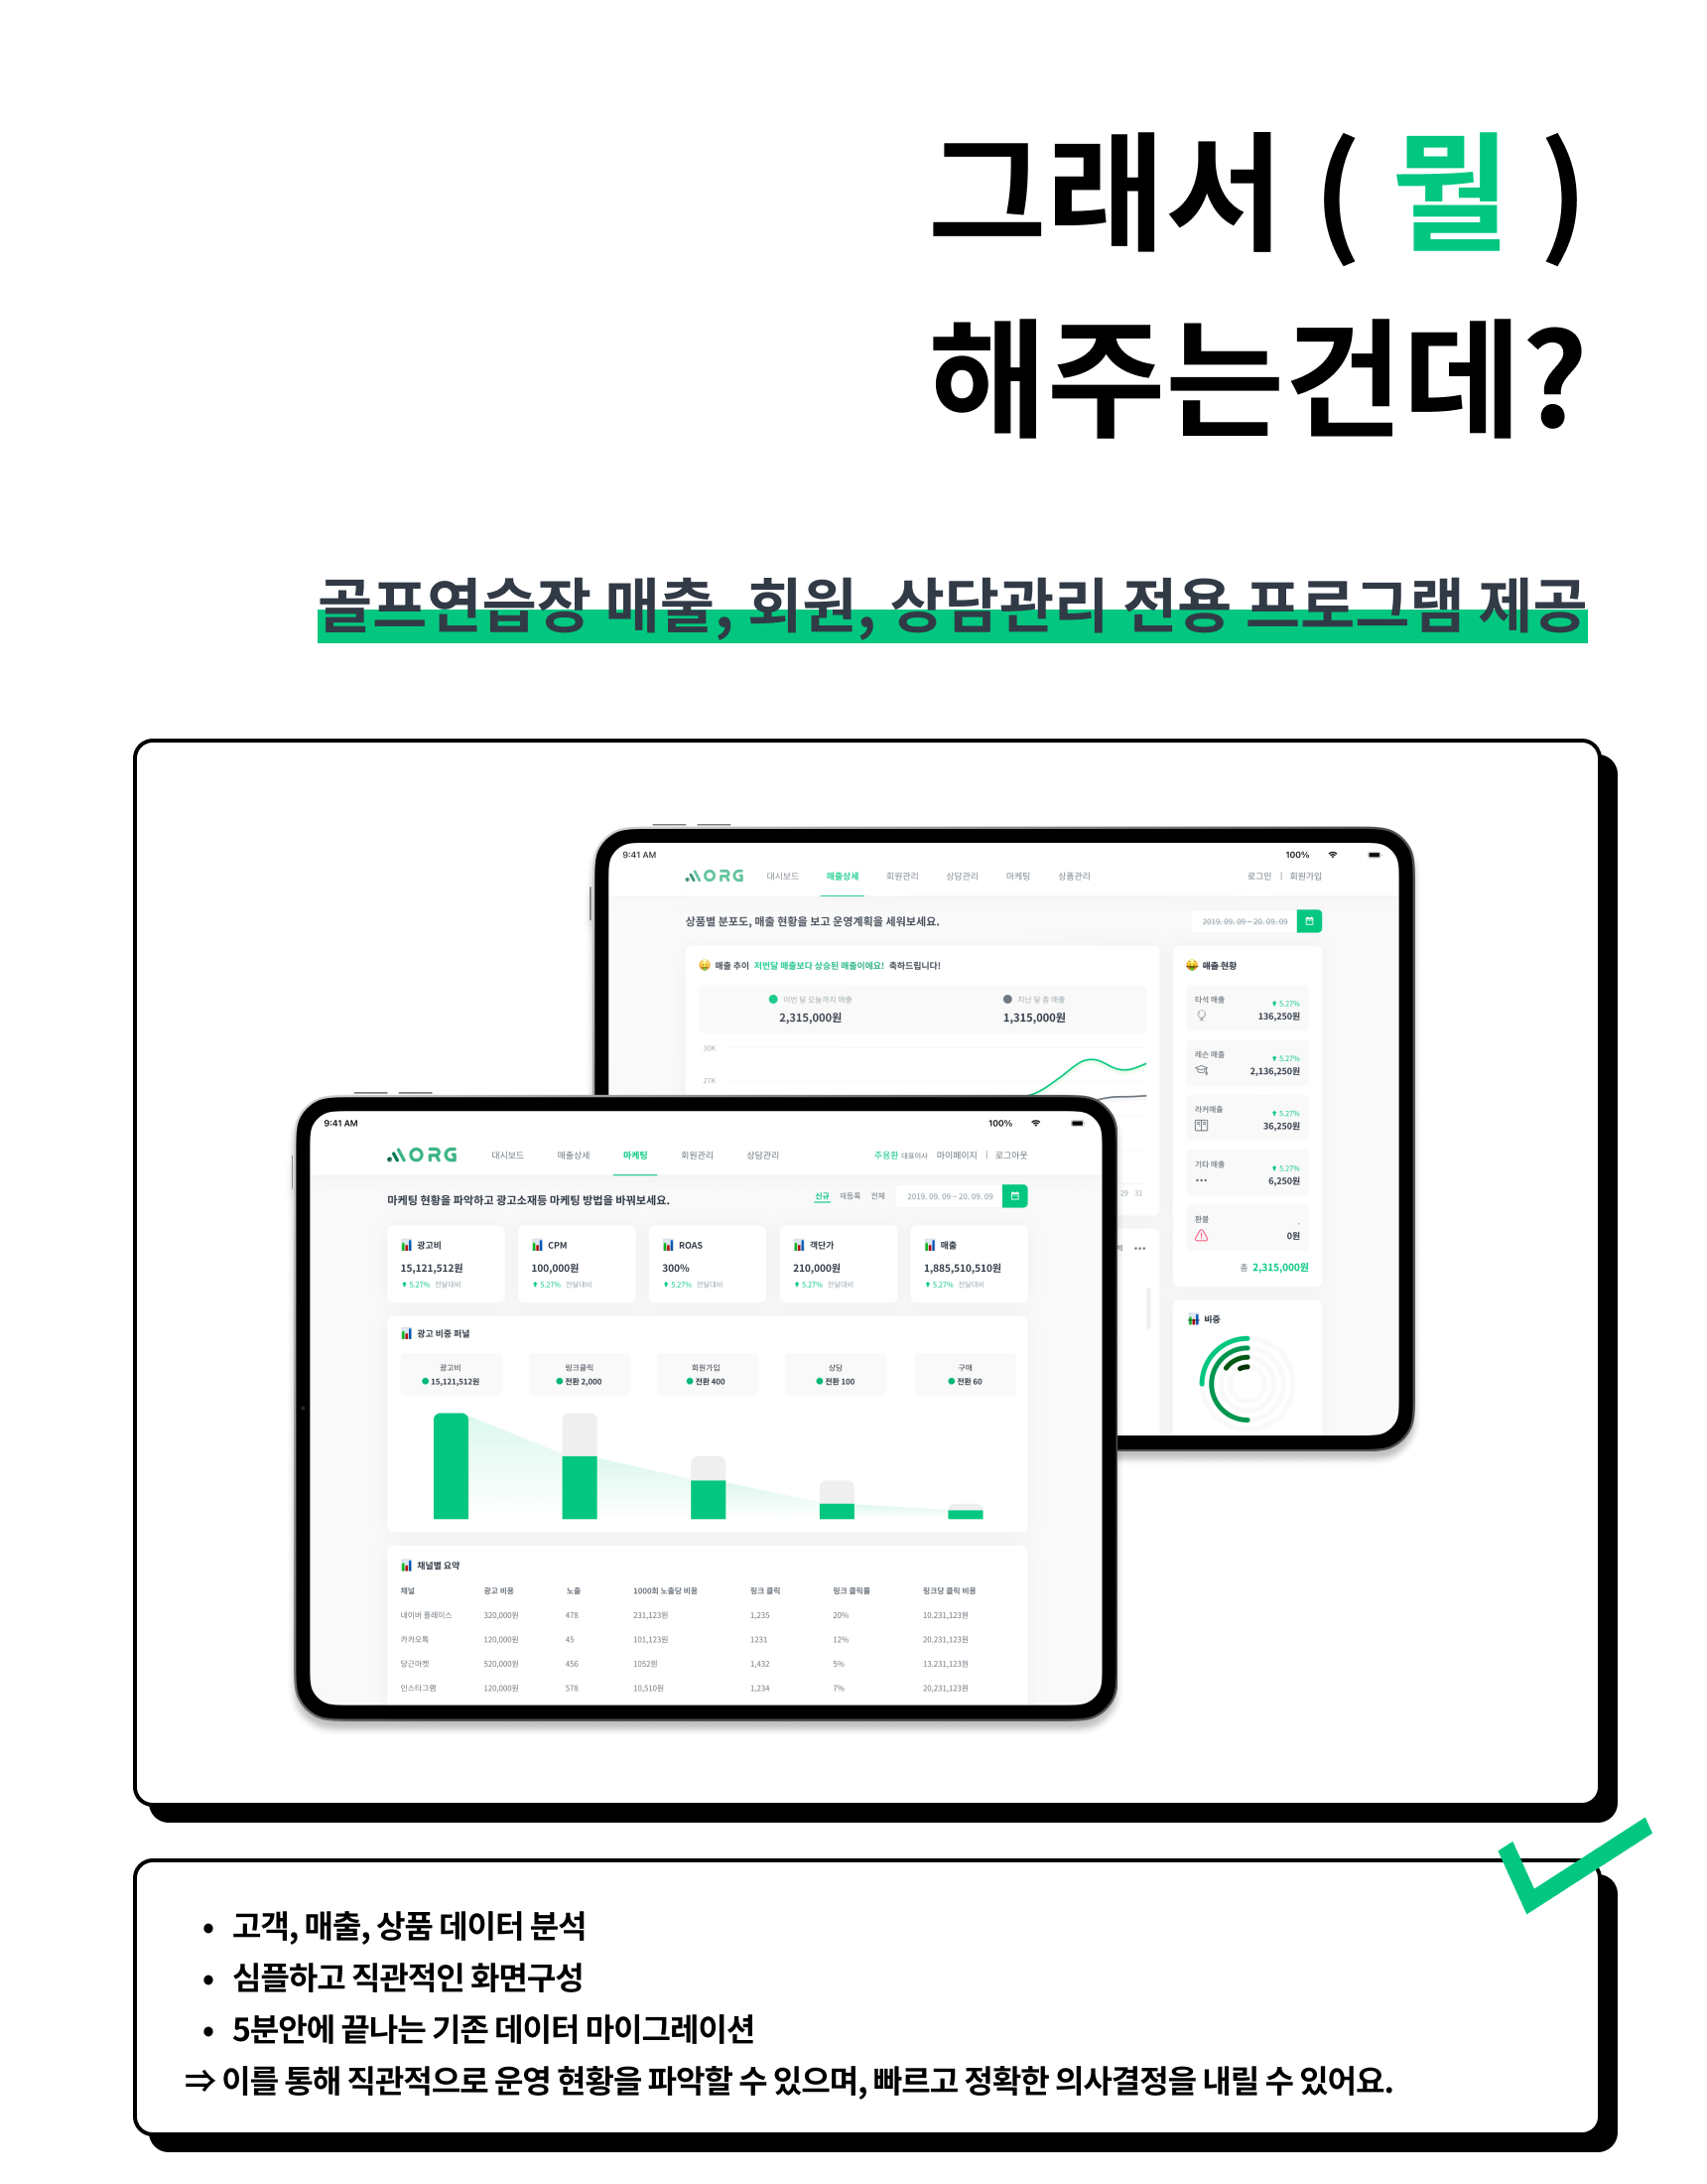 그래서 ( 뭘 )
해주는건데?
골프연습장 매출, 회원, 상담관리 전용 프로그램 제공
9:41 AM 100%
MORG 대시보드 매출상세 회원관리 상담관리 마케팅 상품관리 로그인 | 회원가입
상품별 분포도, 매출 현황을 보고 운영계획을 세워보세요. 2019. 09. 09 ~ 20. 09. 09
매출 추이 저번달 매출보다 상승된 매출이에요! 축하드립니다!
이번 달 오늘까지 매출 지난 달 총 매출
2,315,000원 1,315,000원
30K
27K
29 31
매출 현황
타석 매출 5.27%
136,250원
레슨 매출 5.27%
2,136,250원
라커매출 5.27%
36,250원
기타 매출 5.27%
6,250원
환불 -
0원
총 2,315,000원
비중
9:41 AM 100%
MORG 대시보드 매출상세 마케팅 회원관리 상담관리 주용환 대표이사 마이페이지 | 로그아웃
마케팅 현황을 파악하고 광고소재등 마케팅 방법을 바꿔보세요. 신규 재등록 전체 2019. 09. 09 ~ 20. 09. 09
광고비 CPM ROAS 객단가 매출
15,121,512원 100,000원 300% 210,000원 1,885,510,510원
5.27% 전달대비 5.27% 전달대비 5.27% 전달대비 5.27% 전달대비 5.27% 전달대비
광고 비중 퍼널
광고비 링크클릭 회원가입 상담 구매
15,121,512원 전환 2,000 전환 400 전환 100 전환 60
채널별 요약
채널 광고 비용 노출 1000회 노출당 비용 링크 클릭 링크 클릭률 링크당 클릭 비용
네이버 플레이스 320,000원 478 231,123원 1,235 20% 10.231,123원
카카오톡 120,000원 45 101,123원 1231 12% 20.231,123원
당근마켓 520,000원 456 1052원 1,432 5% 13.231,123원
인스타그램 120,000원 578 10,510원 1,234 7% 20,231,123원
• 고객, 매출, 상품 데이터 분석
• 심플하고 직관적인 화면구성
• 5분안에 끝나는 기존 데이터 마이그레이션
⇒ 이를 통해 직관적으로 운영 현황을 파악할 수 있으며, 빠르고 정확한 의사결정을 내릴 수 있어요.